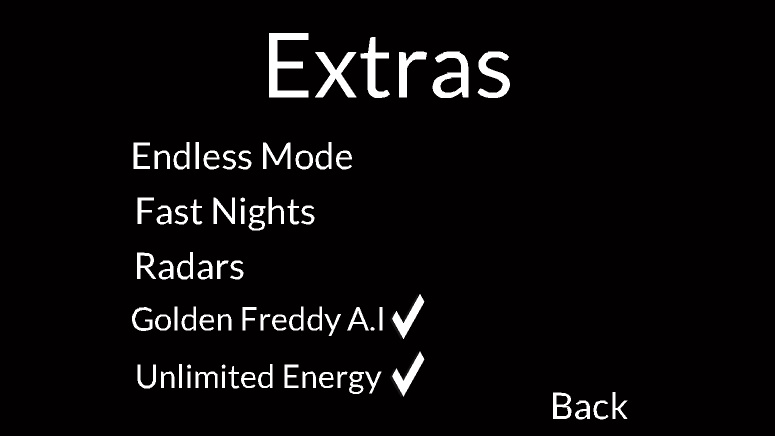 Extras
Endless Mode
Fast Nights
Radars
Golden Freddy A.I
Unlimited Energy
Back